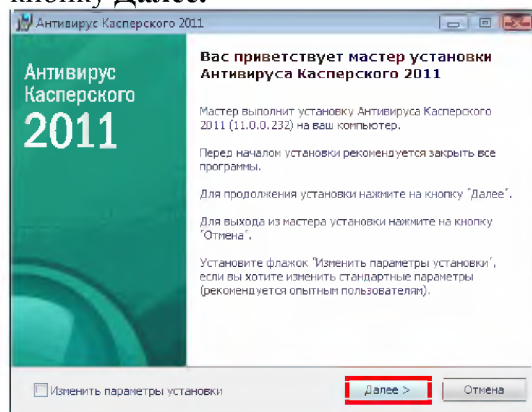 кнопку Далее.
Антивирус Касперского 2011
Антивирус
Касперского
2011
Вас приветствует мастер установки
Антивируса Касперского 2011
Мастер выполнит установку Антивируса Касперского
2011 (11.0.0.232) на ваш компьютер.
Перед началом установки рекомендуется закрыть все
программы.
Для продолжения установки нажмите на кнопку "Далее".
Для выхода из мастера установки нажмите на кнопку
"Отмена".
Установите флажок "Изменить параметры установки",
если вы хотите изменить стандартные параметры
(рекомендуется опытным пользователям).
Изменить параметры установки
Далее >
Отмена